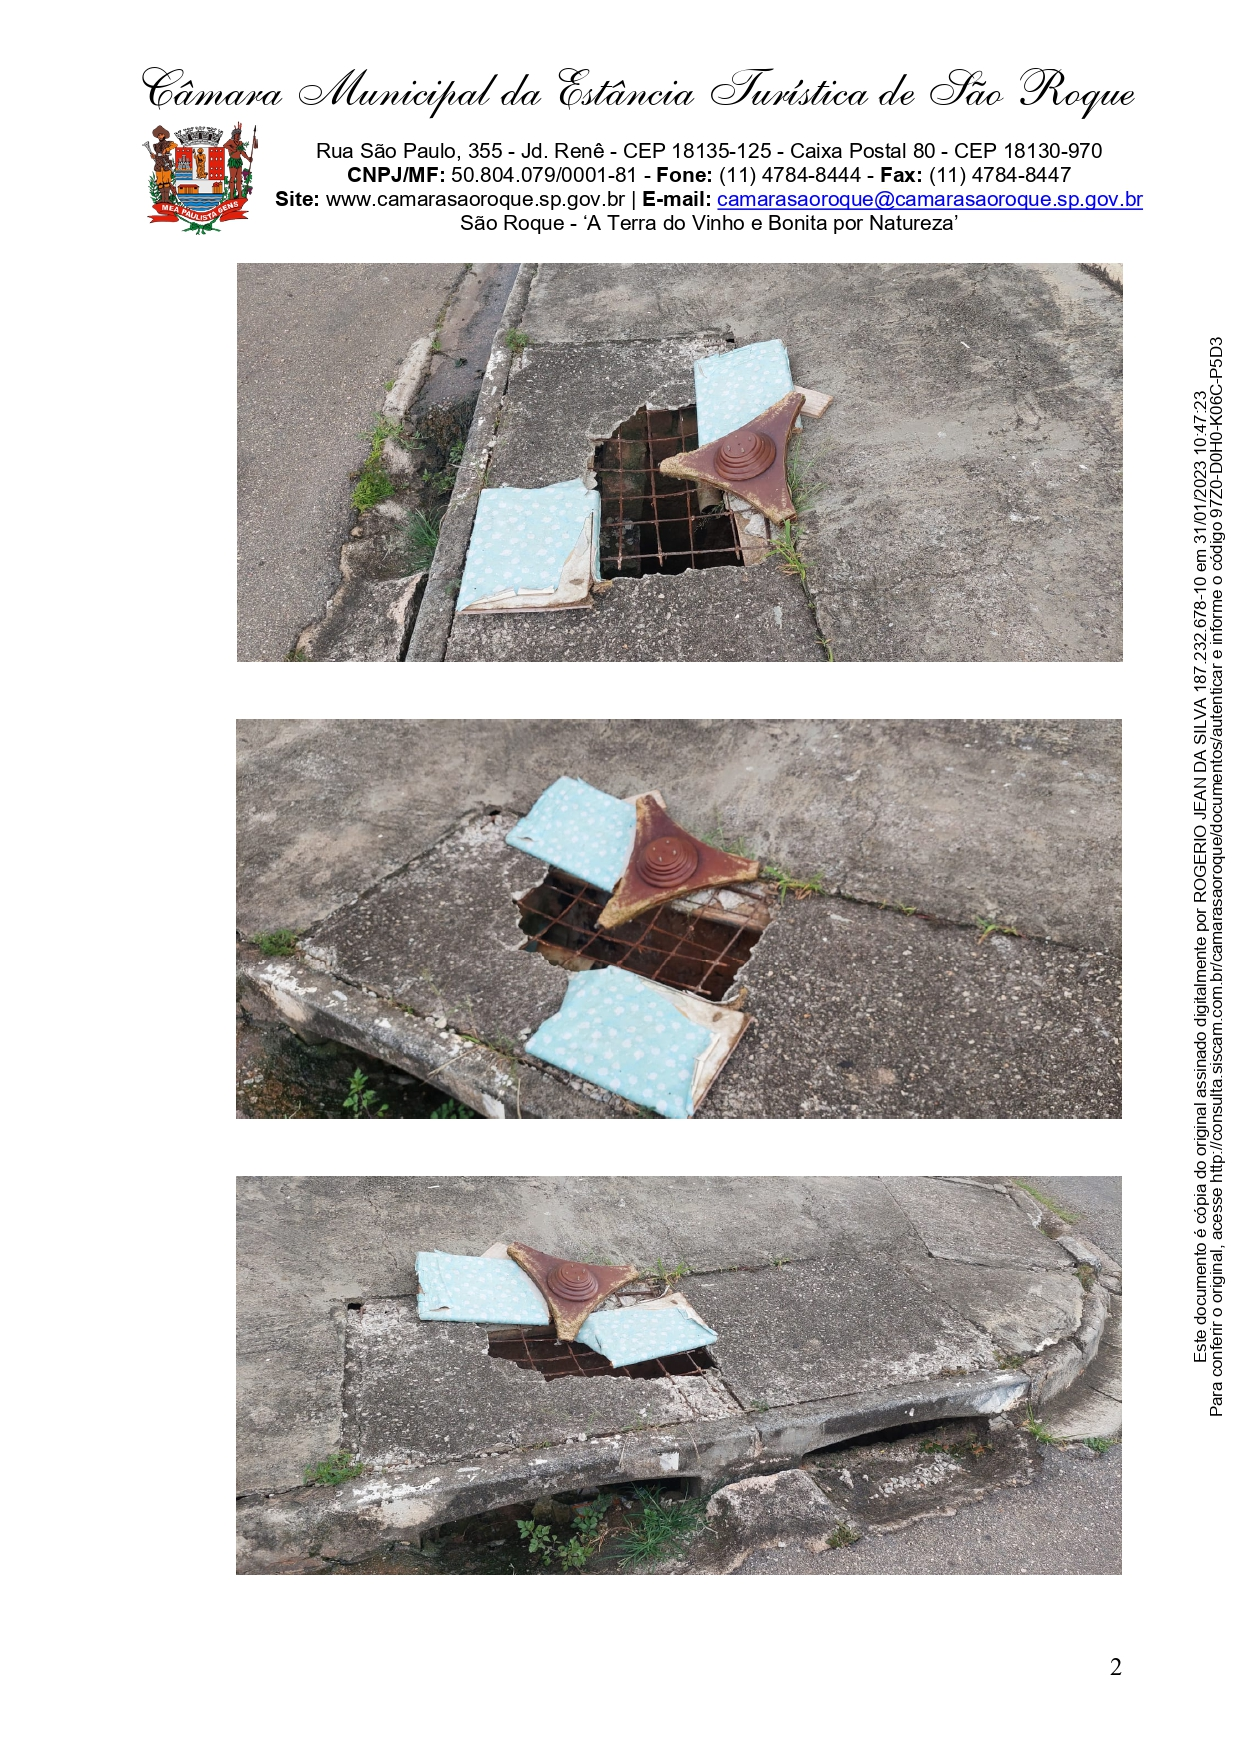 Câmara Municipal da Estância Turística de São Roque
Rua São Paulo, 355 - Jd. Renê - CEP 18135-125 - Caixa Postal 80 - CEP 18130-970
CNPJ/MF: 50.804.079/0001-81 - Fone: (11) 4784-8444 - Fax: (11) 4784-8447
Site: www.camarasaoroque.sp.gov.br | E-mail: camarasaoroque@camarasaoroque.sp.gov.br
São Roque - ‘A Terra do Vinho e Bonita por Natureza’
MEA PAULISTA GENS
Este documento é cópia do original assinado digitalmente por ROGERIO JEAN DA SILVA 187.232.678-10 em 31/01/2023 10:47:23
Para conferir o original, acesse http://consulta.siscam.com.br/camarasaoroque/documentos/autenticar e informe o código 97Z0-D0H0-K06C-P5D3
2